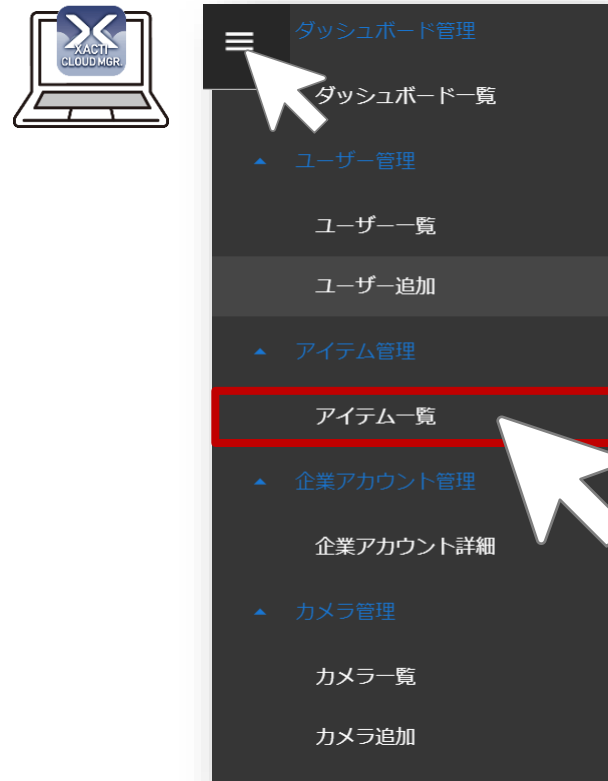 XACTI
CLOUD MGR.
ダッシュボード管理
ダッシュボード一覧
ユーザー管理
ユーザー一覧
ユーザー追加
アイテム管理
アイテム一覧
企業アカウント管理
企業アカウント詳細
カメラ管理
カメラ一覧
カメラ追加